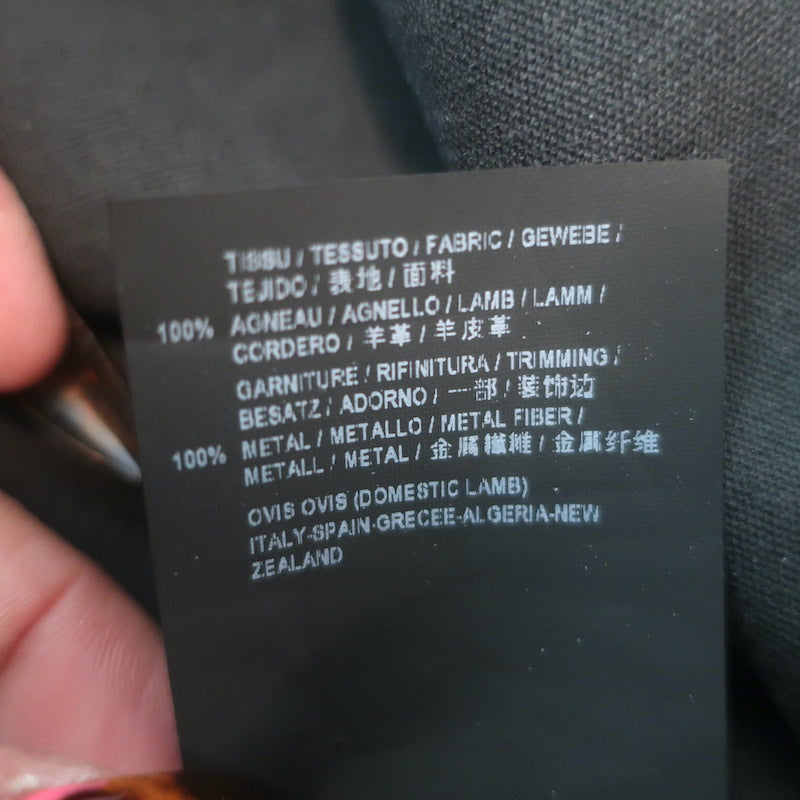 TISSU / TESSUTO / FABRIC / GEWEBE /
TEJIDO / 表地 / 面料
100% AGNEAU / AGNELLO / LAMB / LAMM /
CORDERO / 羊革 / 羊皮革
GARNITURE / RIFINITURA / TRIMMING /
BESATZ / ADORNO / 一部 / 装饰边
100% METAL / METALLO / METAL FIBER /
METALL / METAL / 金属繊維 / 金属纤维
OVIS OVIS (DOMESTIC LAMB)
ITALY-SPAIN-GRECEE-ALGERIA-NEW
ZEALAND